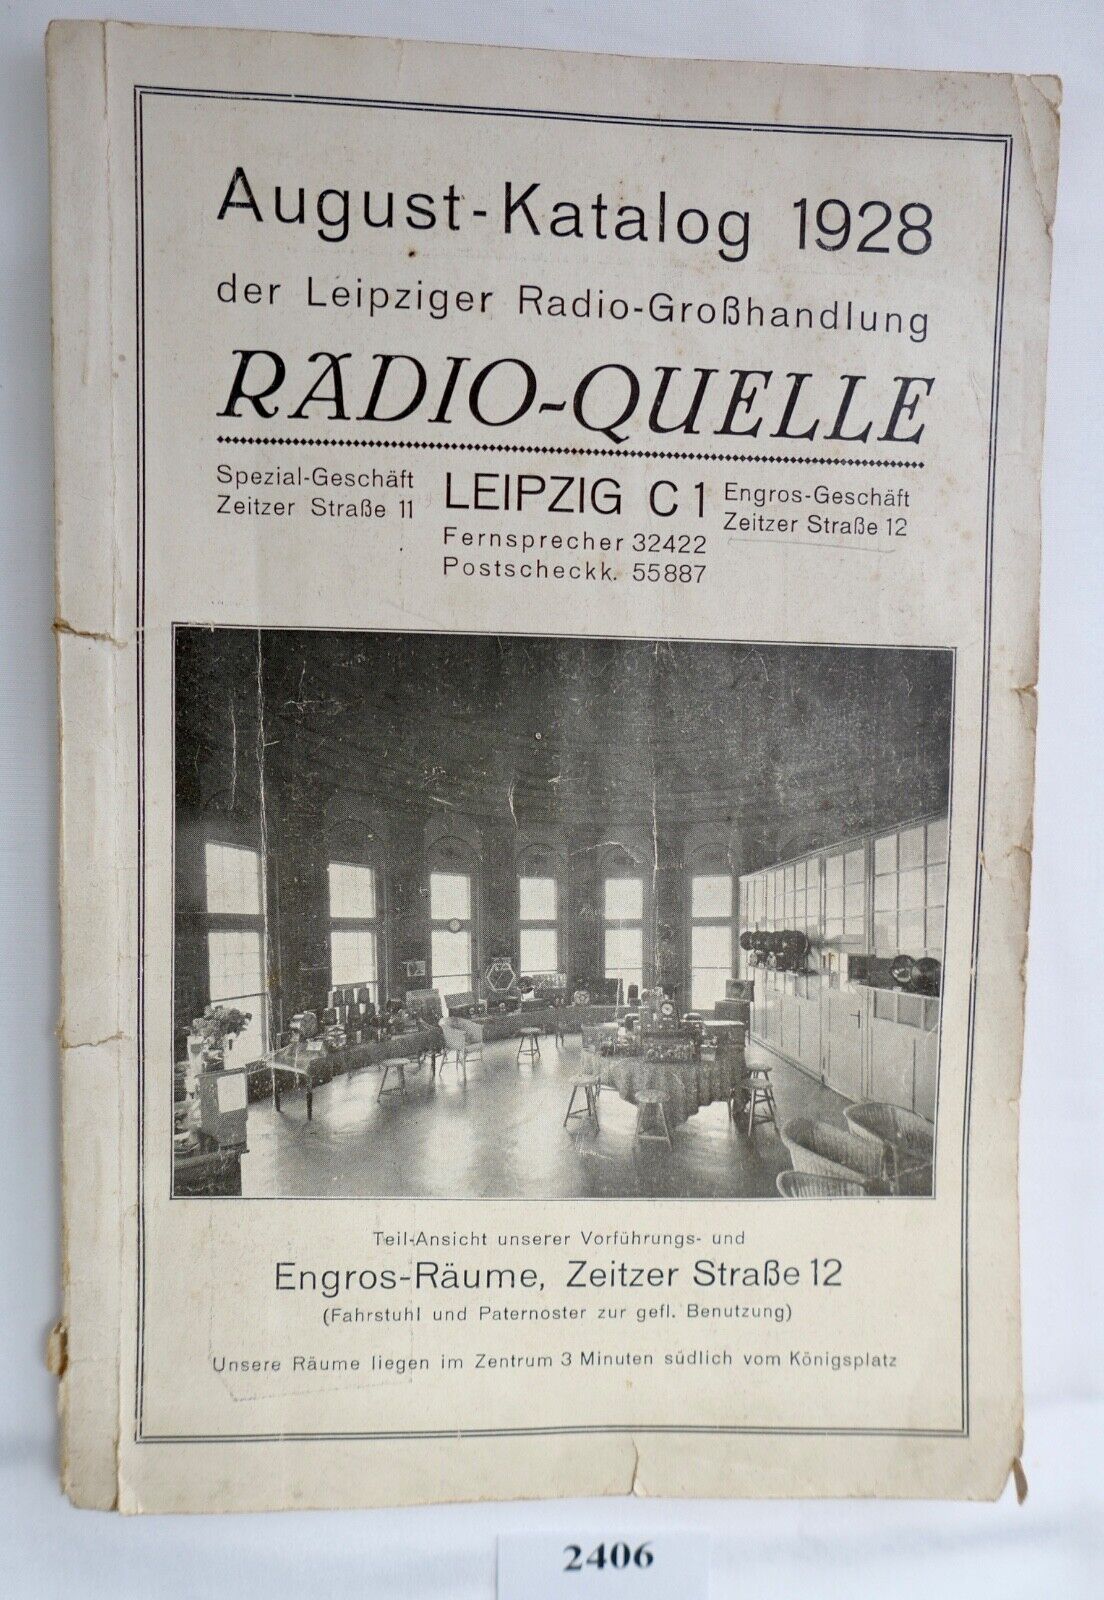 August-Katalog 1928
der Leipziger Radio-Großhandlung
RADIO-QUELLE
Spezial-Geschäft
Zeitzer Straße 11
LEIPZIG C 1
Fernsprecher 32422
Postscheckk. 55887
Engros-Geschäft
Zeitzer Straße 12
Teil-Ansicht unserer Vorführungs- und
Engros-Räume, Zeitzer Straße 12
(Fahrstuhl und Paternoster zur gefl. Benutzung)
Unsere Räume liegen im Zentrum 3 Minuten südlich vom Königsplatz
2406